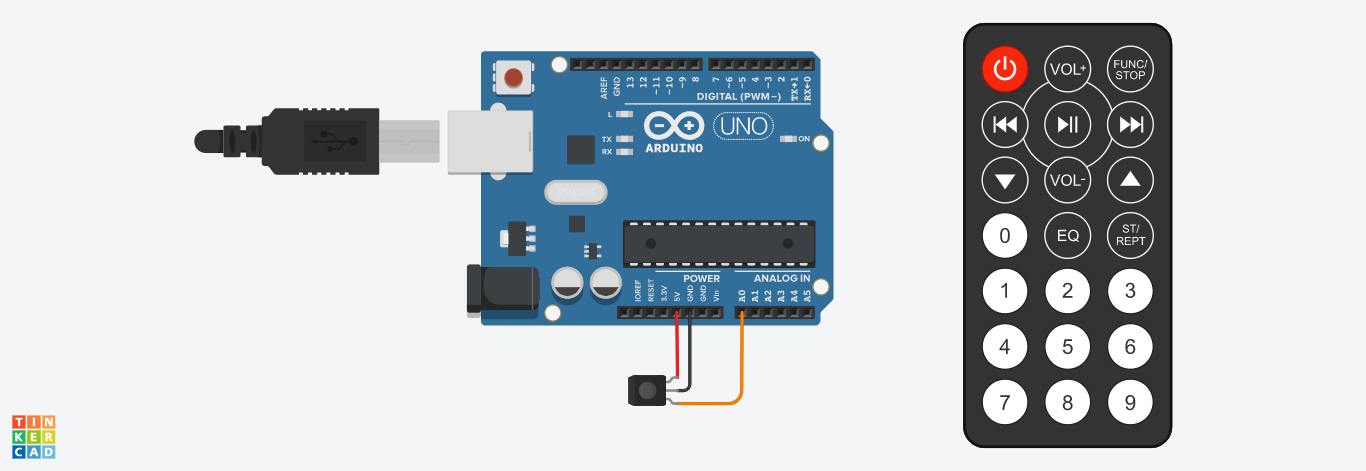 AREF
GND
13
12
~11
~10
~9
8
7
~6
~5
4
~3
2
TX→1
RX←0
DIGITAL (PWM~)
L
TX
RX
ARDUINO
UNO
ON
POWER
ANALOG IN
IOREF
RESET
3.3V
5V
GND
GND
Vin
A0
A1
A2
A3
A4
A5
VOL+
FUNC/
STOP
VOL-
0
EQ
ST/
REPT
1 2 3
4 5 6
7 8 9
TIN
KER
CAD